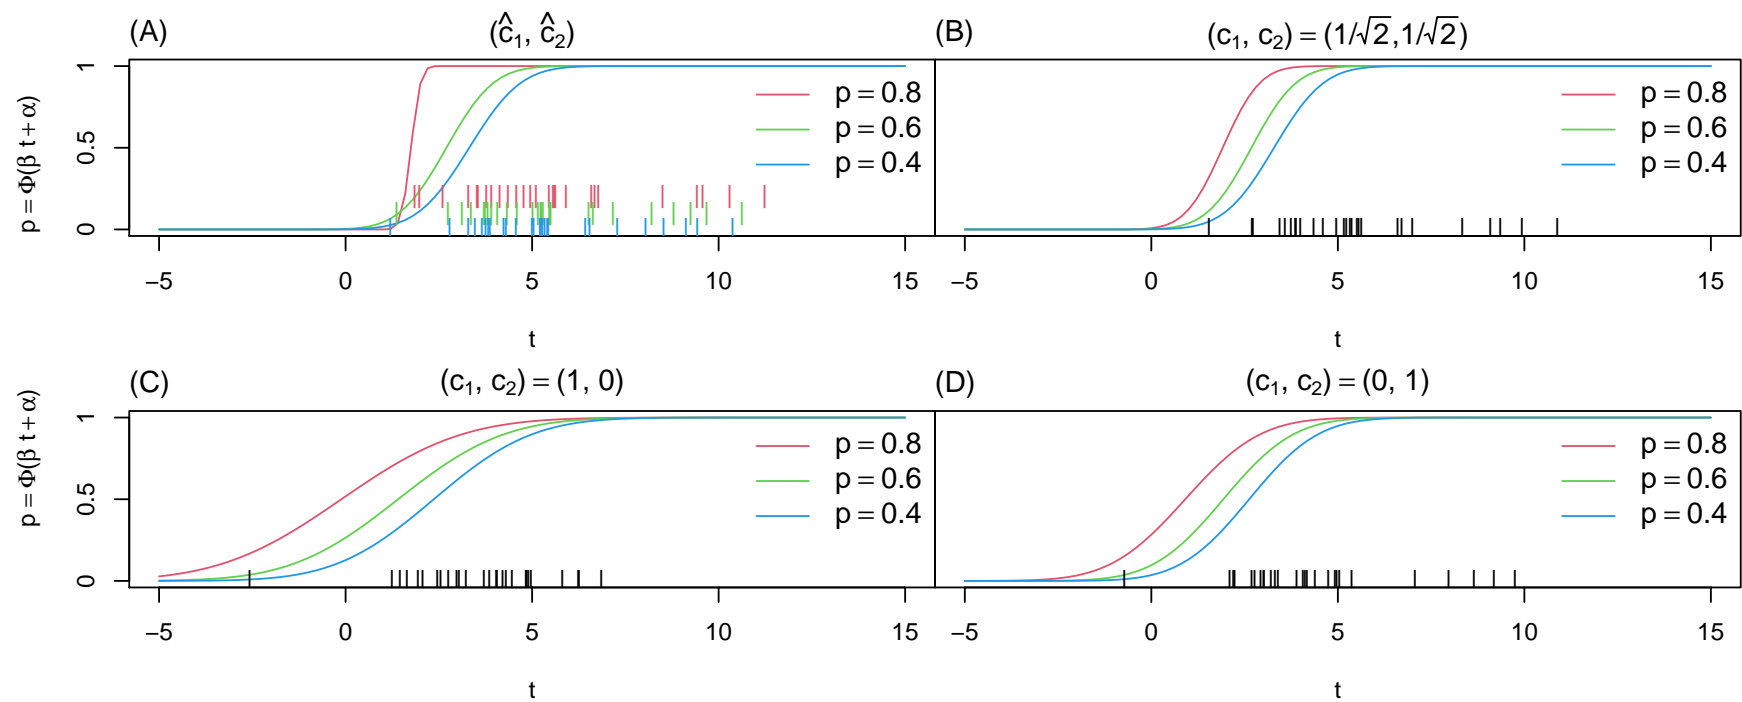 (A) (ĉ₁, ĉ₂)
p = Φ(β t + α)
0 0.5 1
p = 0.8
p = 0.6
p = 0.4
−5 0 5 10 15
t
(B) (c₁, c₂) = (1/√2,1/√2)
p = 0.8
p = 0.6
p = 0.4
−5 0 5 10 15
t
(C) (c₁, c₂) = (1, 0)
p = Φ(β t + α)
0 0.5 1
p = 0.8
p = 0.6
p = 0.4
−5 0 5 10 15
t
(D) (c₁, c₂) = (0, 1)
p = 0.8
p = 0.6
p = 0.4
−5 0 5 10 15
t